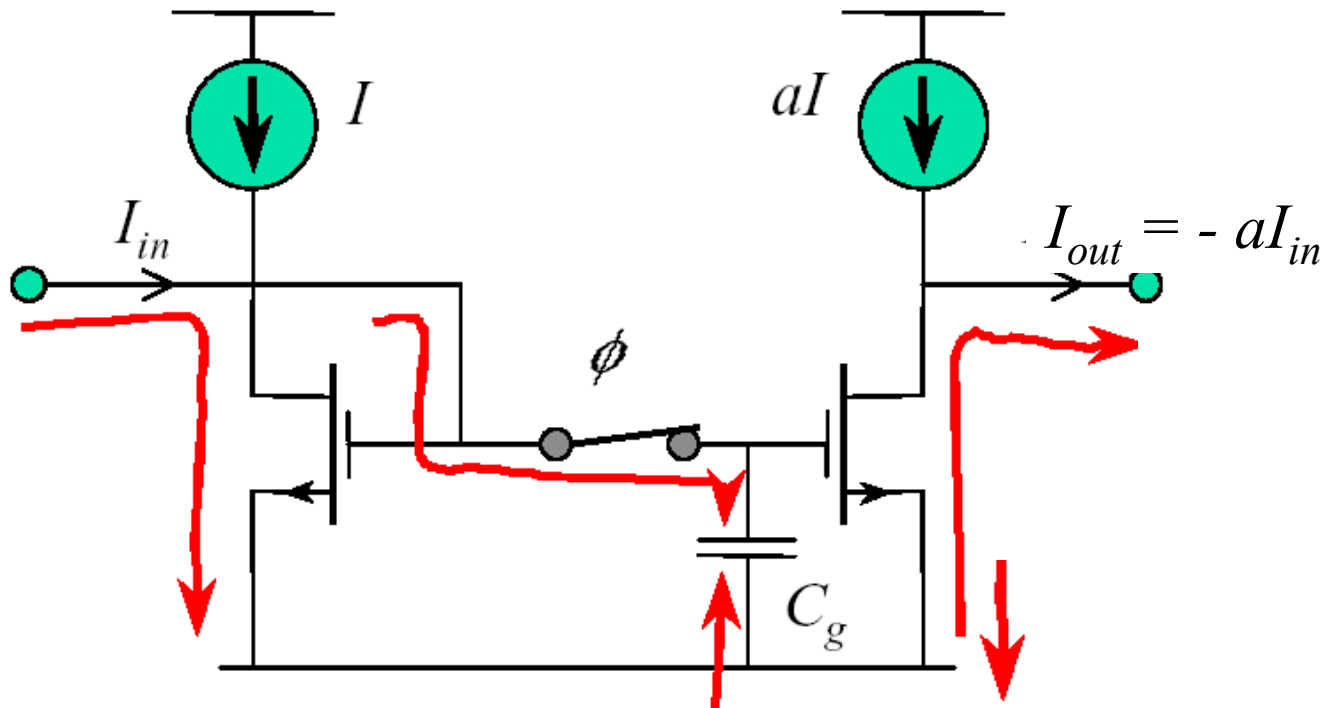 I
aI
I_in
I_out = - aI_in
ϕ
C_g